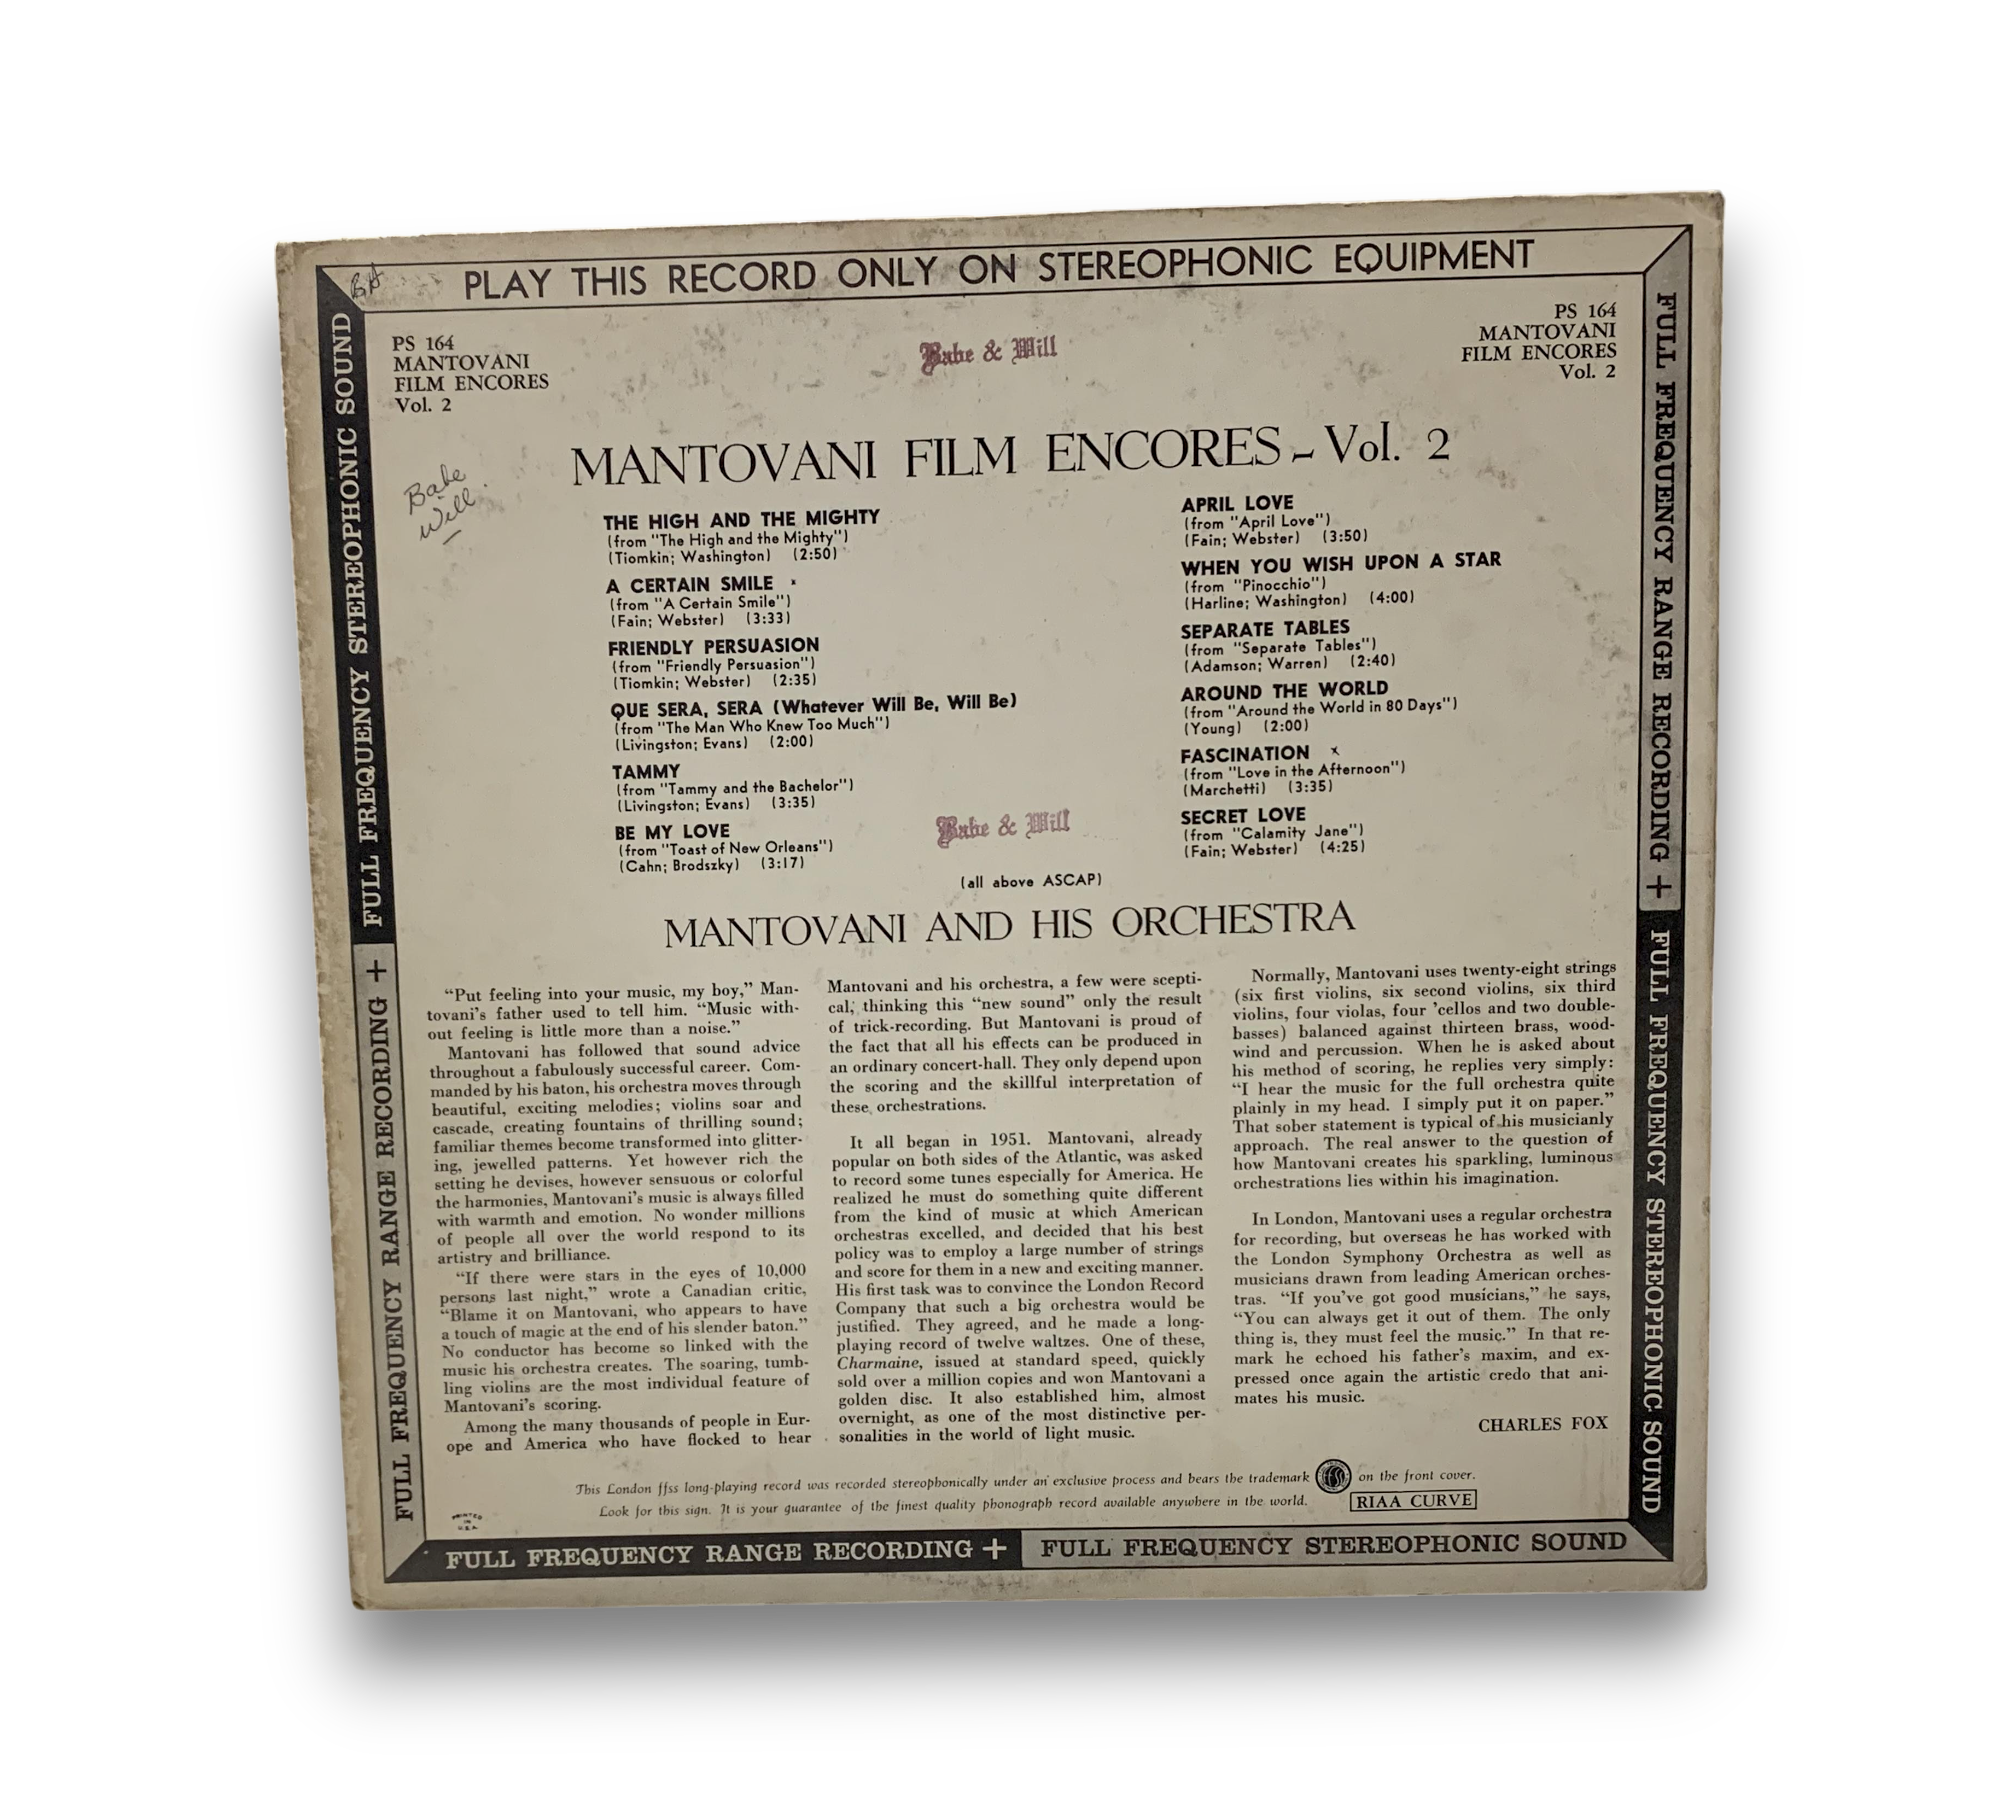 PLAY THIS RECORD ONLY ON STEREOPHONIC EQUIPMENT
PS 164
MANTOVANI
FILM ENCORES
Vol. 2
Babe & Will
PS 164
MANTOVANI
FILM ENCORES
Vol. 2
Babe
Will
MANTOVANI FILM ENCORES - Vol. 2
THE HIGH AND THE MIGHTY
(from "The High and the Mighty")
(Tiomkin; Washington) (2:50)
A CERTAIN SMILE
(from "A Certain Smile")
(Fain; Webster) (3:33)
FRIENDLY PERSUASION
(from "Friendly Persuasion")
(Tiomkin; Webster) (2:35)
QUE SERA, SERA (Whatever Will Be, Will Be)
(from "The Man Who Knew Too Much")
(Livingston; Evans) (2:00)
TAMMY
(from "Tammy and the Bachelor")
(Livingston; Evans) (3:35)
BE MY LOVE
(from "Toast of New Orleans")
(Cahn; Brodszky) (3:17)
APRIL LOVE
(from "April Love")
(Fain; Webster) (3:50)
WHEN YOU WISH UPON A STAR
(from "Pinocchio")
(Harline; Washington) (4:00)
SEPARATE TABLES
(from "Separate Tables")
(Adamson; Warren) (2:40)
AROUND THE WORLD
(from "Around the World in 80 Days")
(Young) (2:00)
FASCINATION x
(from "Love in the Afternoon")
(Marchetti) (3:35)
SECRET LOVE
(from "Calamity Jane")
(Fain; Webster) (4:25)
Babe & Will
(all above ASCAP)
MANTOVANI AND HIS ORCHESTRA
"Put feeling into your music, my boy," Man-
tovani's father used to tell him. "Music with-
out feeling is little more than a noise."
Mantovani has followed that sound advice
throughout a fabulously successful career. Com-
manded by his baton, his orchestra moves through
beautiful, exciting melodies; violins soar and
cascade, creating fountains of thrilling sound;
familiar themes become transformed into glitter-
ing, jewelled patterns. Yet however rich the
setting he devises, however sensuous or colorful
the harmonies, Mantovani's music is always filled
with warmth and emotion. No wonder millions
of people all over the world respond to its
artistry and brilliance.
"If there were stars in the eyes of 10,000
persons last night," wrote a Canadian critic,
"Blame it on Mantovani, who appears to have
a touch of magic at the end of his slender baton."
No conductor has become so linked with the
music his orchestra creates. The soaring, tumb-
ling violins are the most individual feature of
Mantovani's scoring.
Among the many thousands of people in Eur-
ope and America who have flocked to hear
Mantovani and his orchestra, a few were scepti-
cal, thinking this "new sound" only the result
of trick-recording. But Mantovani is proud of
the fact that all his effects can be produced in
an ordinary concert-hall. They only depend upon
the scoring and the skillful interpretation of
these orchestrations.
It all began in 1951. Mantovani, already
popular on both sides of the Atlantic, was asked
to record some tunes especially for America. He
realized he must do something quite different
from the kind of music at which American
orchestras excelled, and decided that his best
policy was to employ a large number of strings
and score for them in a new and exciting manner.
His first task was to convince the London Record
Company that such a big orchestra would be
justified. They agreed, and he made a long-
playing record of twelve waltzes. One of these,
Charmaine, issued at standard speed, quickly
sold over a million copies and won Mantovani a
golden disc. It also established him, almost
overnight, as one of the most distinctive per-
sonalities in the world of light music.
Normally, Mantovani uses twenty-eight strings
(six first violins, six second violins, six third
violins, four violas, four 'cellos and two double-
basses) balanced against thirteen brass, wood-
wind and percussion. When he is asked about
his method of scoring, he replies very simply:
"I hear the music for the full orchestra quite
plainly in my head. I simply put it on paper."
That sober statement is typical of his musicianly
approach. The real answer to the question of
how Mantovani creates his sparkling, luminous
orchestrations lies within his imagination.
In London, Mantovani uses a regular orchestra
for recording, but overseas he has worked with
the London Symphony Orchestra as well as
musicians drawn from leading American orches-
tras. "If you've got good musicians," he says,
"You can always get it out of them. The only
thing is, they must feel the music." In that re-
mark he echoed his father's maxim, and ex-
pressed once again the artistic credo that ani-
mates his music.
CHARLES FOX
This London ffss long-playing record was recorded stereophonically under an exclusive process and bears the trademark ffss on the front cover.
Look for this sign. It is your guarantee of the finest quality phonograph record available anywhere in the world.
RIAA CURVE
PRINTED
IN
U.S.A.
FULL FREQUENCY RANGE RECORDING + FULL FREQUENCY STEREOPHONIC SOUND
FULL FREQUENCY RANGE RECORDING + FULL FREQUENCY STEREOPHONIC SOUND
FULL FREQUENCY RANGE RECORDING + FULL FREQUENCY STEREOPHONIC SOUND